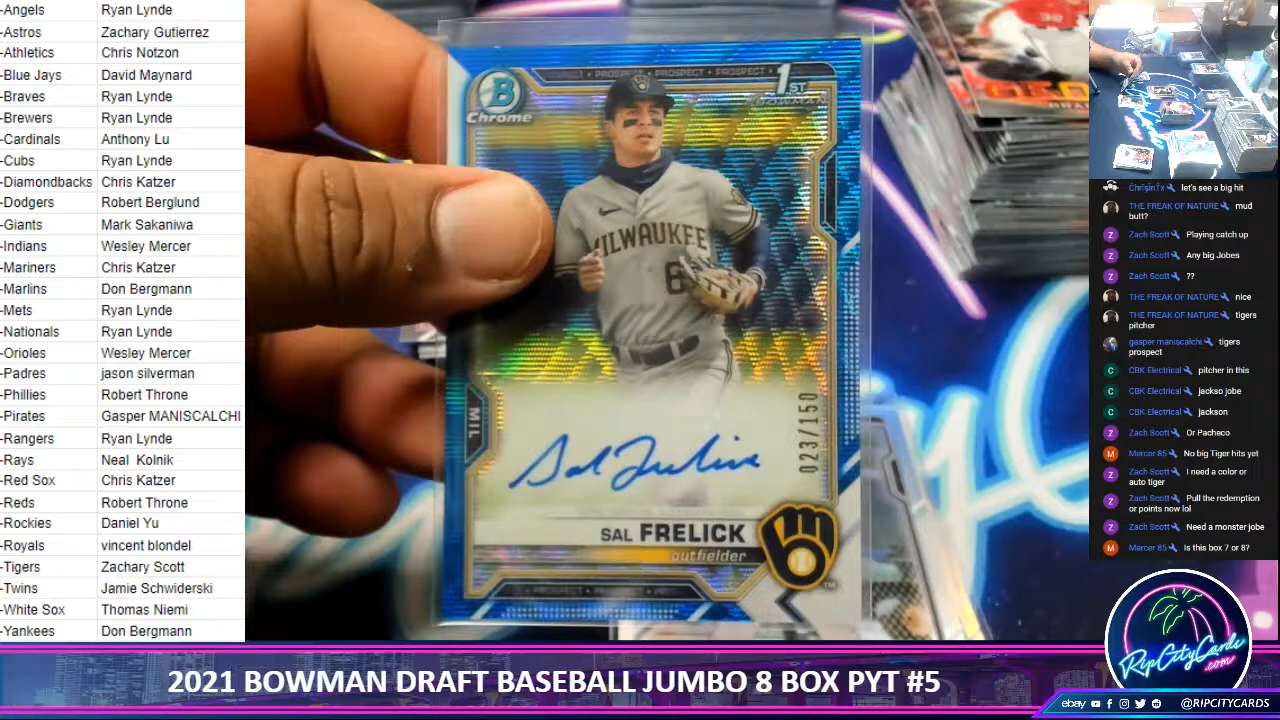 -Angels Ryan Lynde
-Astros Zachary Gutierrez
-Athletics Chris Notzon
-Blue Jays David Maynard
-Braves Ryan Lynde
-Brewers Ryan Lynde
-Cardinals Anthony Lu
-Cubs Ryan Lynde
-Diamondbacks Chris Katzer
-Dodgers Robert Berglund
-Giants Mark Sakaniwa
-Indians Wesley Mercer
-Mariners Chris Katzer
-Marlins Don Bergmann
-Mets Ryan Lynde
-Nationals Ryan Lynde
-Orioles Wesley Mercer
-Padres jason silverman
-Phillies Robert Throne
-Pirates Gasper MANISCALCHI
-Rangers Ryan Lynde
-Rays Neal Kolnik
-Red Sox Chris Katzer
-Reds Robert Throne
-Rockies Daniel Yu
-Royals vincent blondel
-Tigers Zachary Scott
-Twins Jamie Schwiderski
-White Sox Thomas Niemi
-Yankees Don Bergmann
PROSPECT • PROSPECT • PROSPECT
1ST
BOWMAN
B
Chrome
MILWAUKEE
6
MIL
023/150
Sal Frelick
SAL FRELICK
outfielder
PROSPECT
ChrisinTx let's see a big hit
THE FREAK OF NATURE mud
butt?
Zach Scott Playing catch up
Zach Scott Any big Jobes
Zach Scott ??
THE FREAK OF NATURE nice
THE FREAK OF NATURE tigers
pitcher
gasper maniscalchi tigers
prospect
CBK Electrical pitcher in this
CBK Electrical jackso jobe
CBK Electrical jackson
Zach Scott Or Pacheco
Mercer 85 No big Tiger hits yet
Zach Scott I need a color or
auto tiger
Zach Scott Pull the redemption
or points now lol
Zach Scott Need a monster jobe
Mercer 85 Is this box 7 or 8?
RipCityCards
.com
2021 BOWMAN DRAFT BASEBALL JUMBO 8 BOX PYT #5
ebay @RIPCITYCARDS